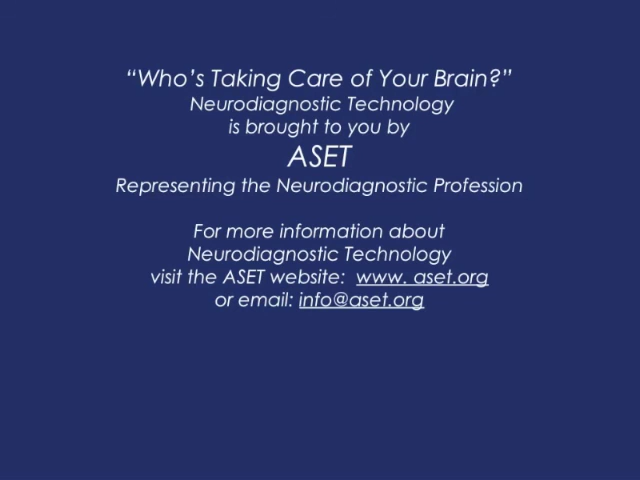 “Who’s Taking Care of Your Brain?”
Neurodiagnostic Technology
is brought to you by
ASET
Representing the Neurodiagnostic Profession
For more information about
Neurodiagnostic Technology
visit the ASET website:  www. aset.org
or email: info@aset.org